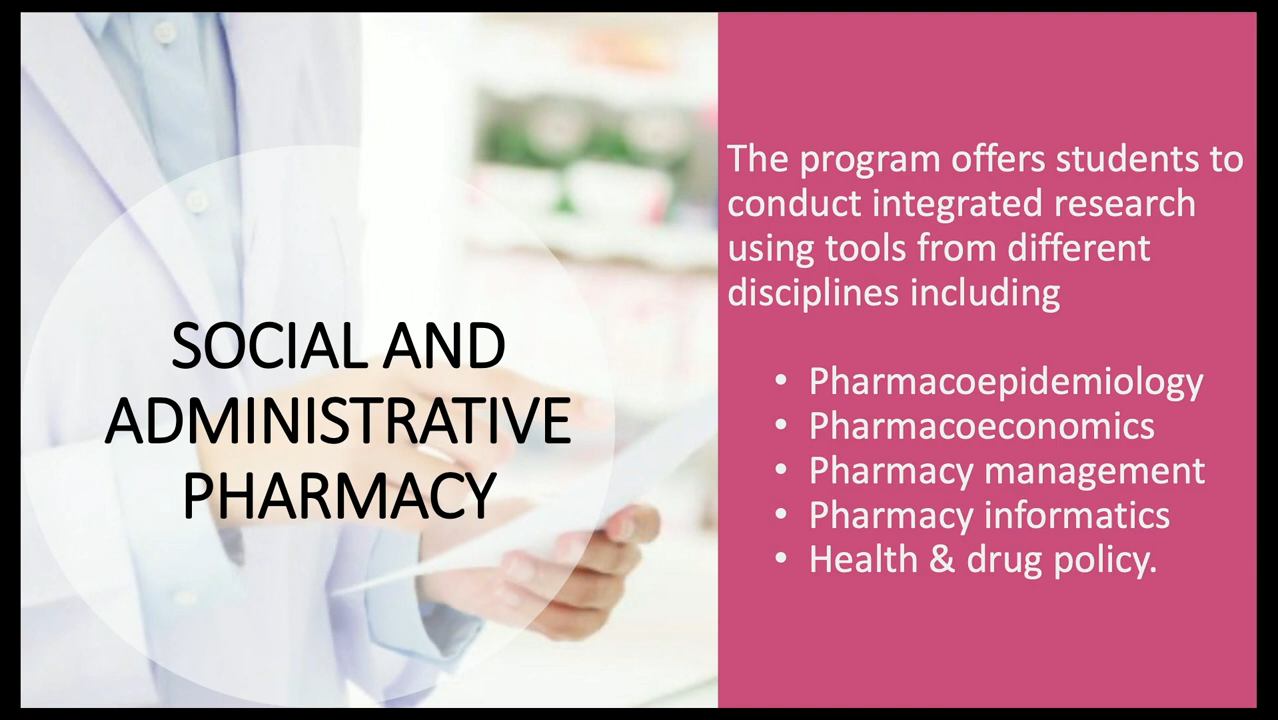 SOCIAL AND
ADMINISTRATIVE
PHARMACY
The program offers students to
conduct integrated research
using tools from different
disciplines including
• Pharmacoepidemiology
• Pharmacoeconomics
• Pharmacy management
• Pharmacy informatics
• Health & drug policy.